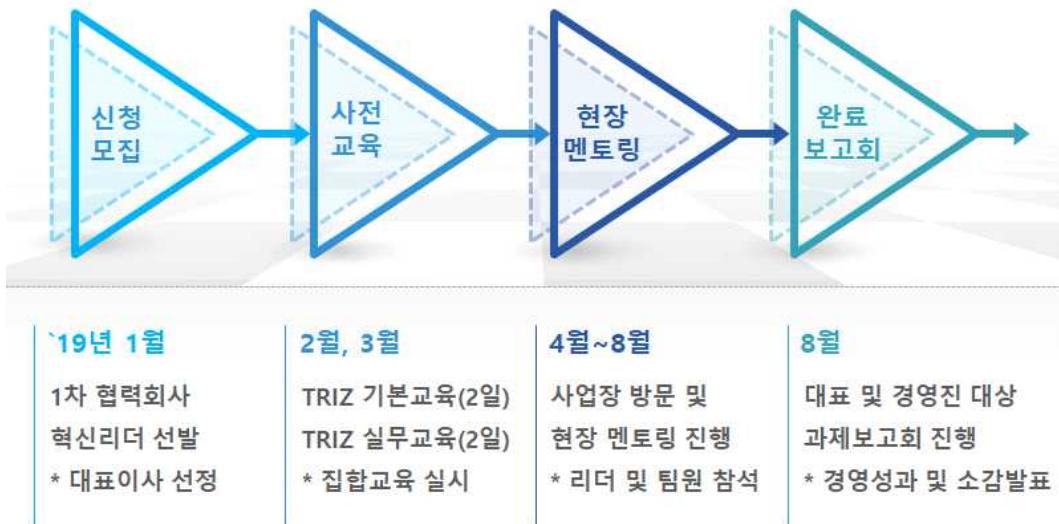 신청
모집
사전
교육
현장
멘토링
완료
보고회
`19년 1월
1차 협력회사
혁신리더 선발
* 대표이사 선정
2월, 3월
TRIZ 기본교육(2일)
TRIZ 실무교육(2일)
* 집합교육 실시
4월~8월
사업장 방문 및
현장 멘토링 진행
* 리더 및 팀원 참석
8월
대표 및 경영진 대상
과제보고회 진행
* 경영성과 및 소감발표